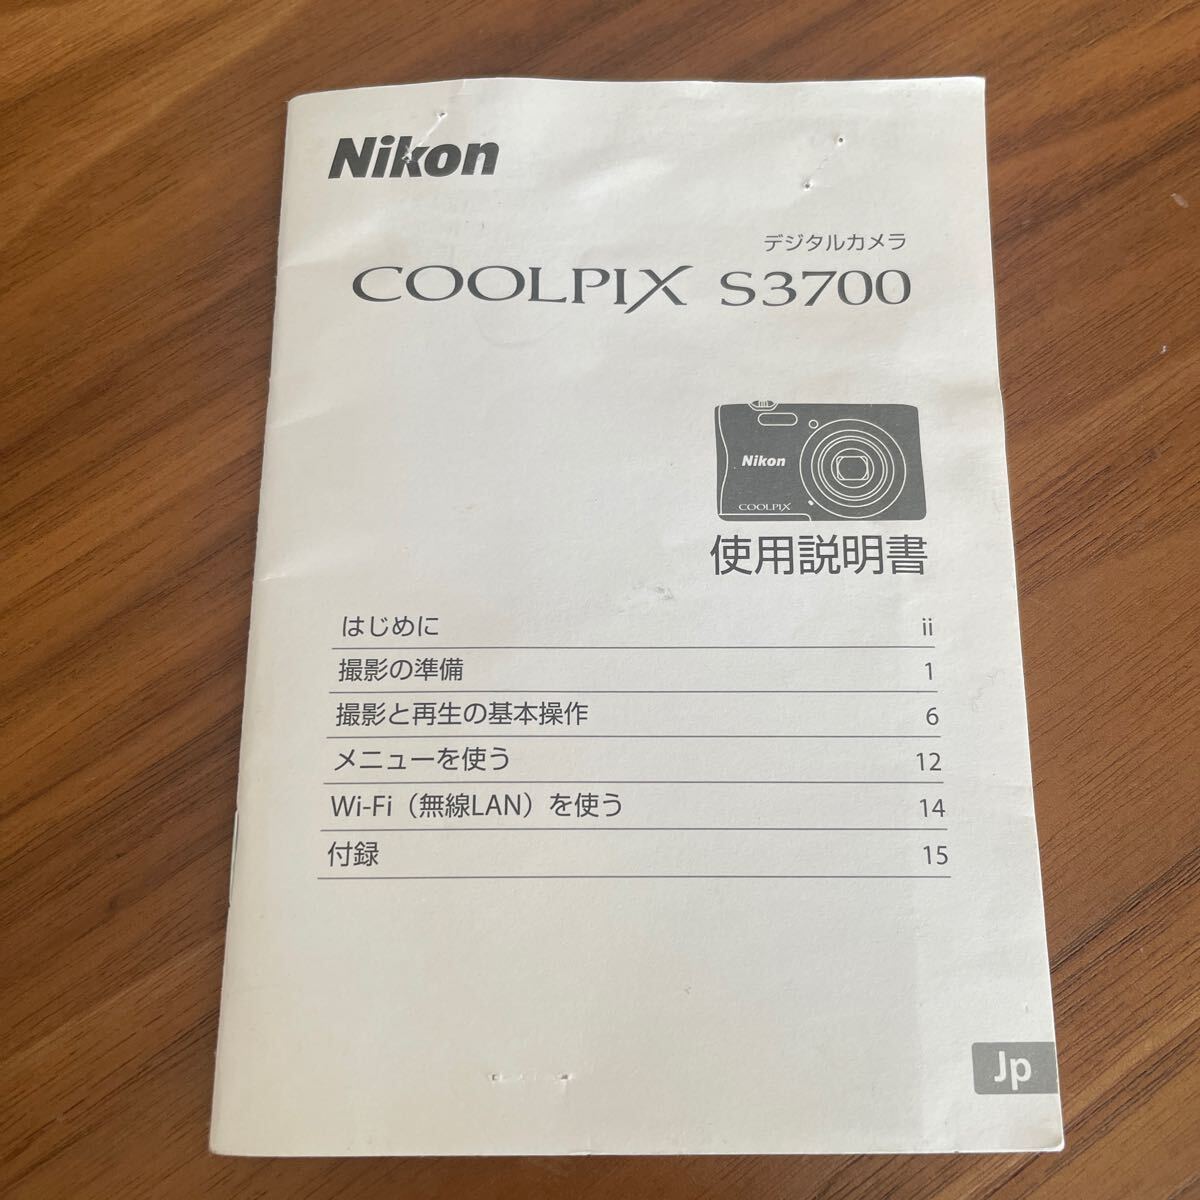 Nikon
デジタルカメラ
COOLPIX S3700
Nikon
COOLPIX
使用説明書
はじめに ii
撮影の準備 1
撮影と再生の基本操作 6
メニューを使う 12
Wi-Fi（無線LAN）を使う 14
付録 15
Jp